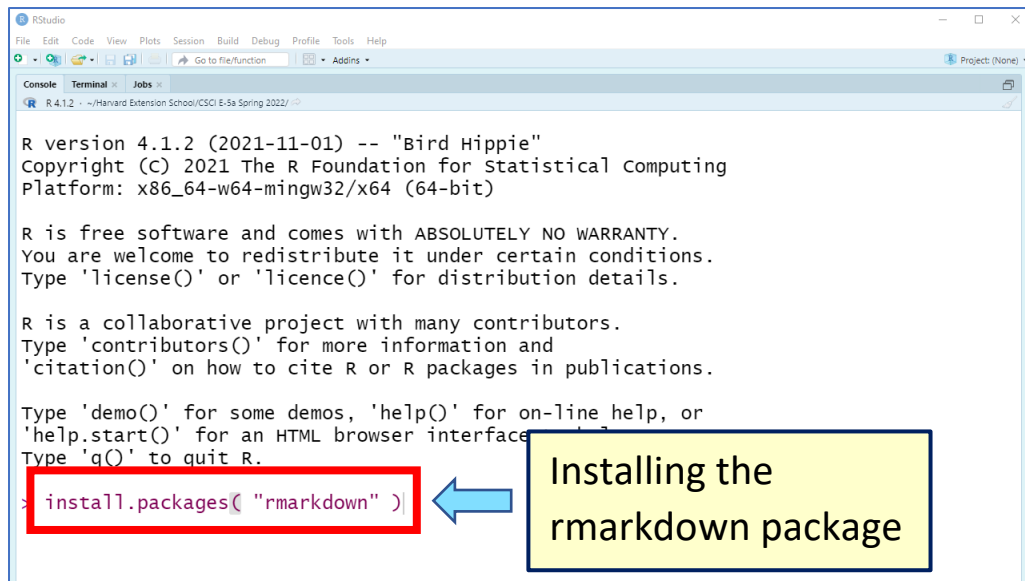 RStudio
File Edit Code View Plots Session Build Debug Profile Tools Help
Go to file/function Addins Project: (None)
Console Terminal Jobs
R 4.1.2 · ~/Harvard Extension School/CSCI E-5a Spring 2022/
R version 4.1.2 (2021-11-01) -- "Bird Hippie"
Copyright (C) 2021 The R Foundation for Statistical Computing
Platform: x86_64-w64-mingw32/x64 (64-bit)
R is free software and comes with ABSOLUTELY NO WARRANTY.
You are welcome to redistribute it under certain conditions.
Type 'license()' or 'licence()' for distribution details.
R is a collaborative project with many contributors.
Type 'contributors()' for more information and
'citation()' on how to cite R or R packages in publications.
Type 'demo()' for some demos, 'help()' for on-line help, or
'help.start()' for an HTML browser interface
Type 'q()' to quit R.
> install.packages( "rmarkdown" )
Installing the
rmarkdown package